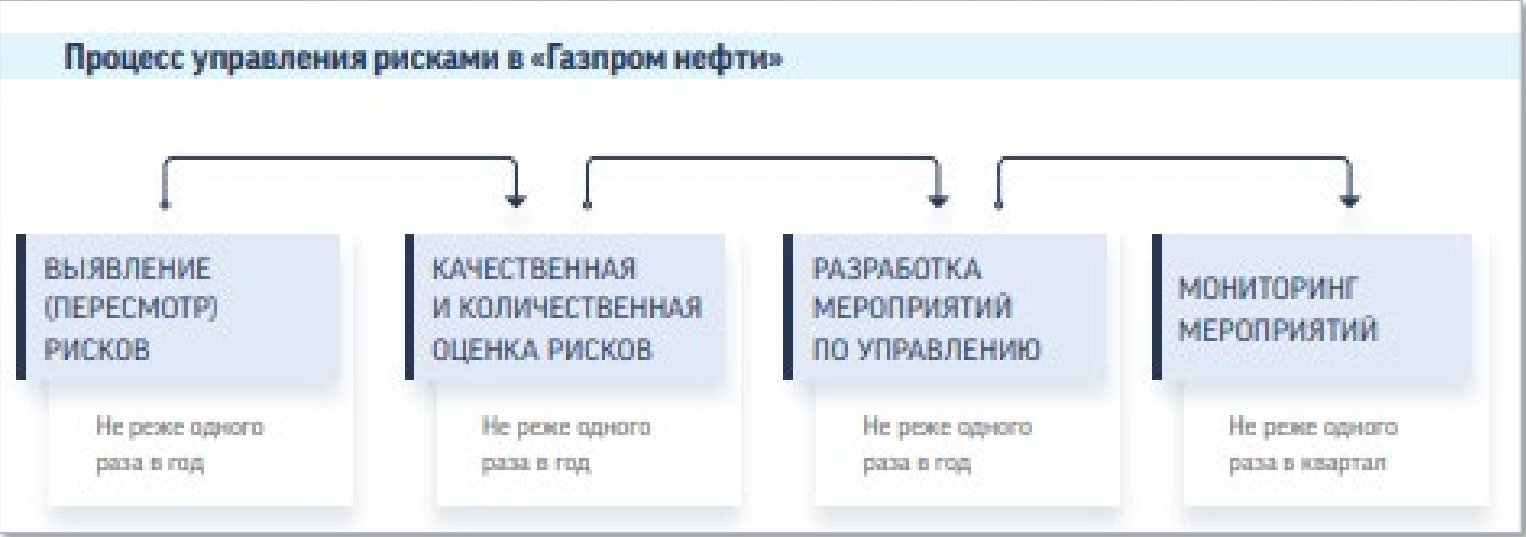 Процесс управления рисками в «Газпром нефти»
ВЫЯВЛЕНИЕ
(ПЕРЕСМОТР)
РИСКОВ
Не реже одного
раза в год
КАЧЕСТВЕННАЯ
И КОЛИЧЕСТВЕННАЯ
ОЦЕНКА РИСКОВ
Не реже одного
раза в год
РАЗРАБОТКА
МЕРОПРИЯТИЙ
ПО УПРАВЛЕНИЮ
Не реже одного
раза в год
МОНИТОРИНГ
МЕРОПРИЯТИЙ
Не реже одного
раза в квартал